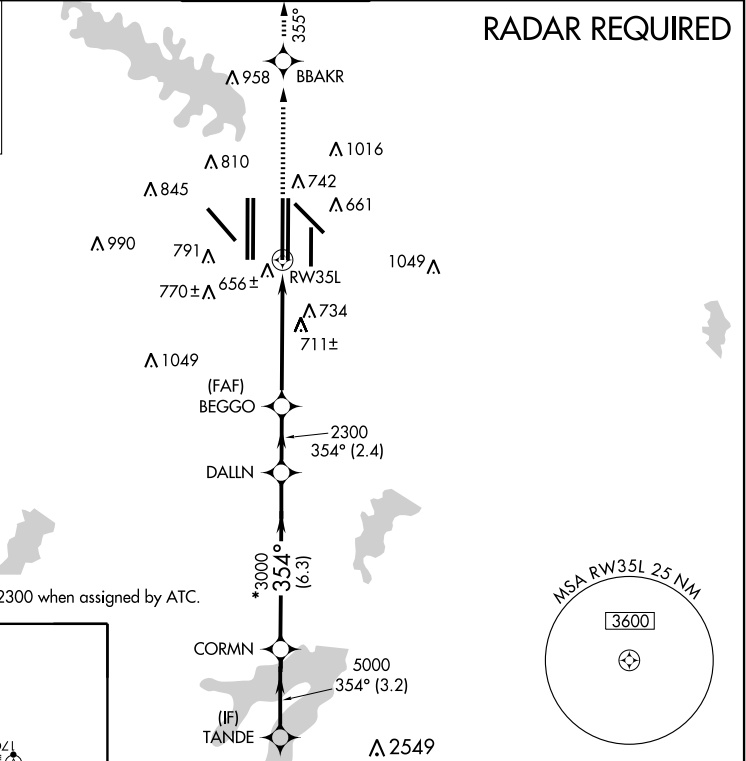 RADAR REQUIRED
355°
958
BBAKR
1016
810
742
845
661
990
791
1049
656±
RW35L
770±
734
711±
1049
(FAF)
BEGGO
2300
354° (2.4)
DALLN
*3000
354°
(6.3)
2300 when assigned by ATC.
MSA RW35L 25 NM
3600
CORMN
5000
354° (3.2)
(IF)
TANDE
2549